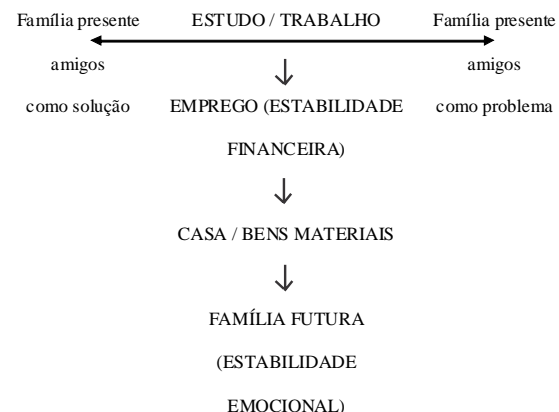 Família presente ESTUDO / TRABALHO Família presente
amigos amigos
como solução EMPREGO (ESTABILIDADE como problema
FINANCEIRA)
CASA / BENS MATERIAIS
FAMÍLIA FUTURA
(ESTABILIDADE
EMOCIONAL)